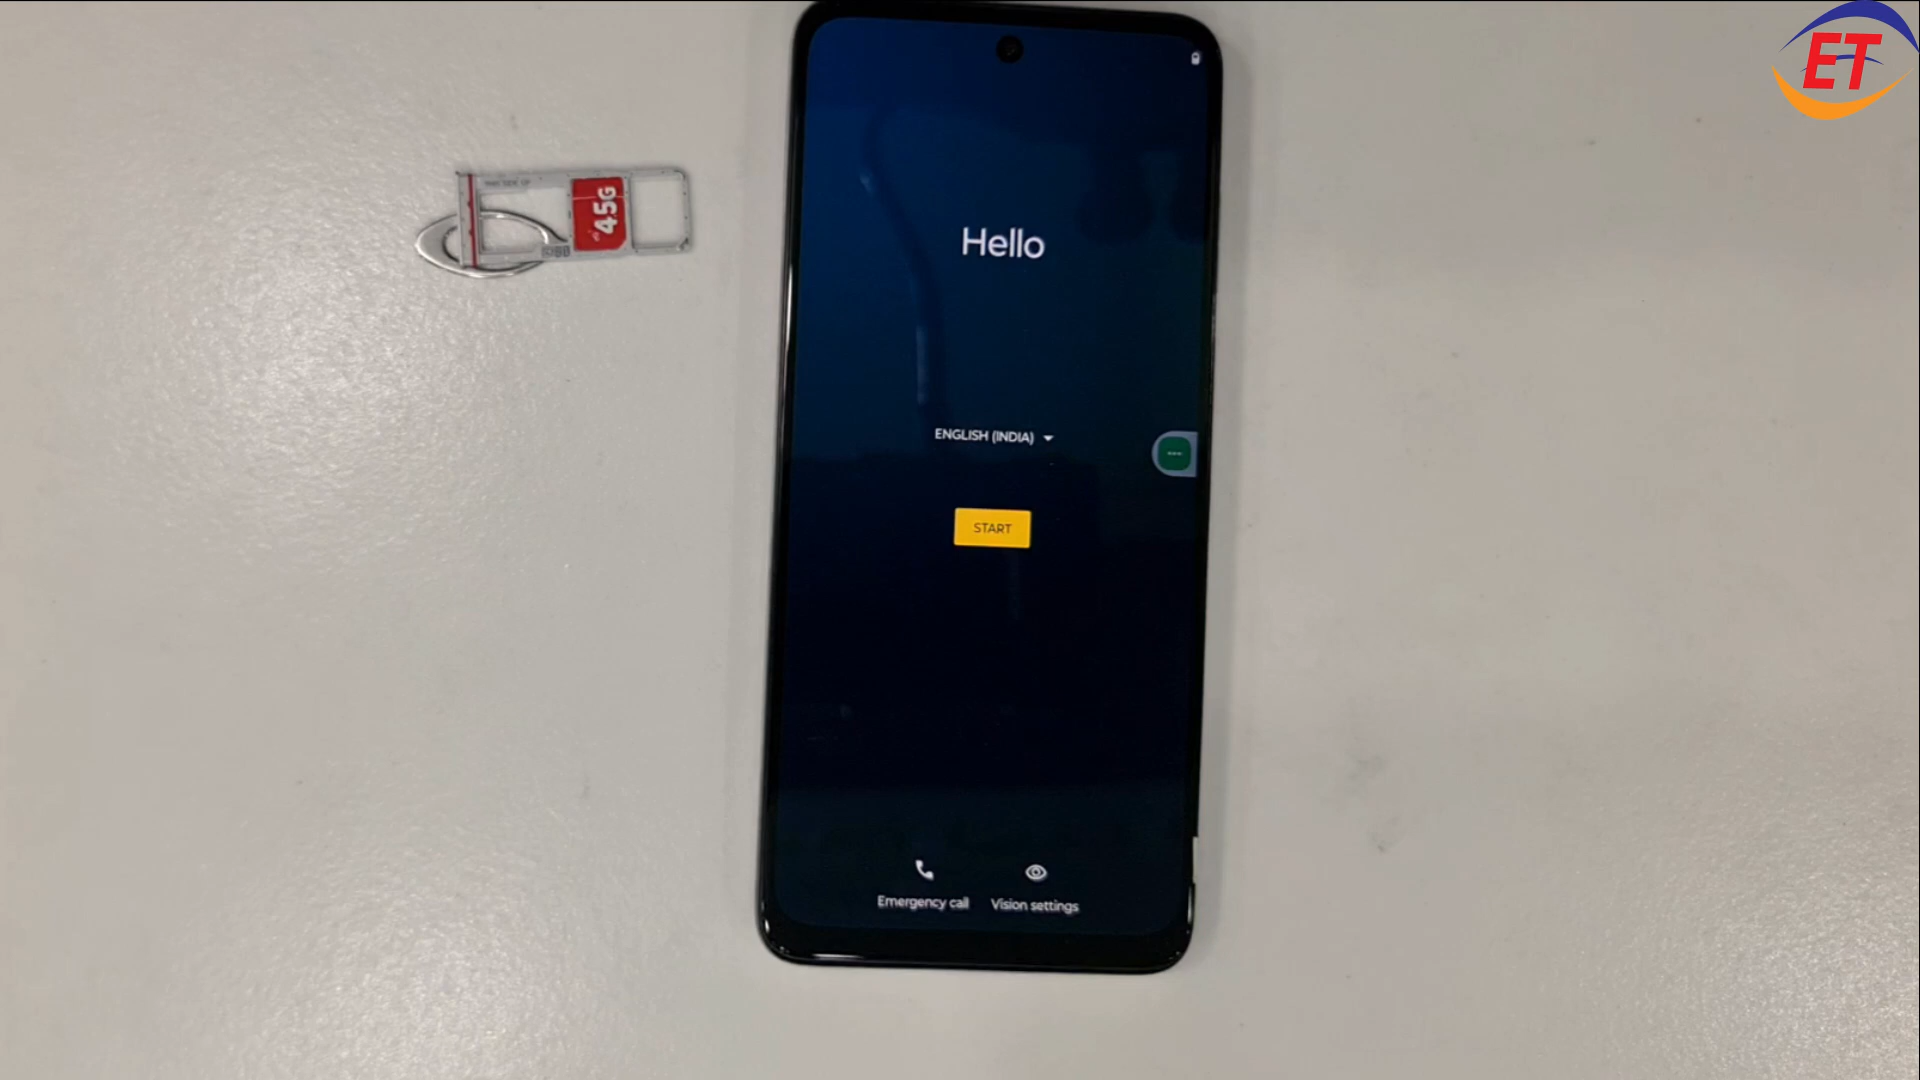 ET
4.5G
Hello
ENGLISH (INDIA)
START
Emergency call
Vision settings